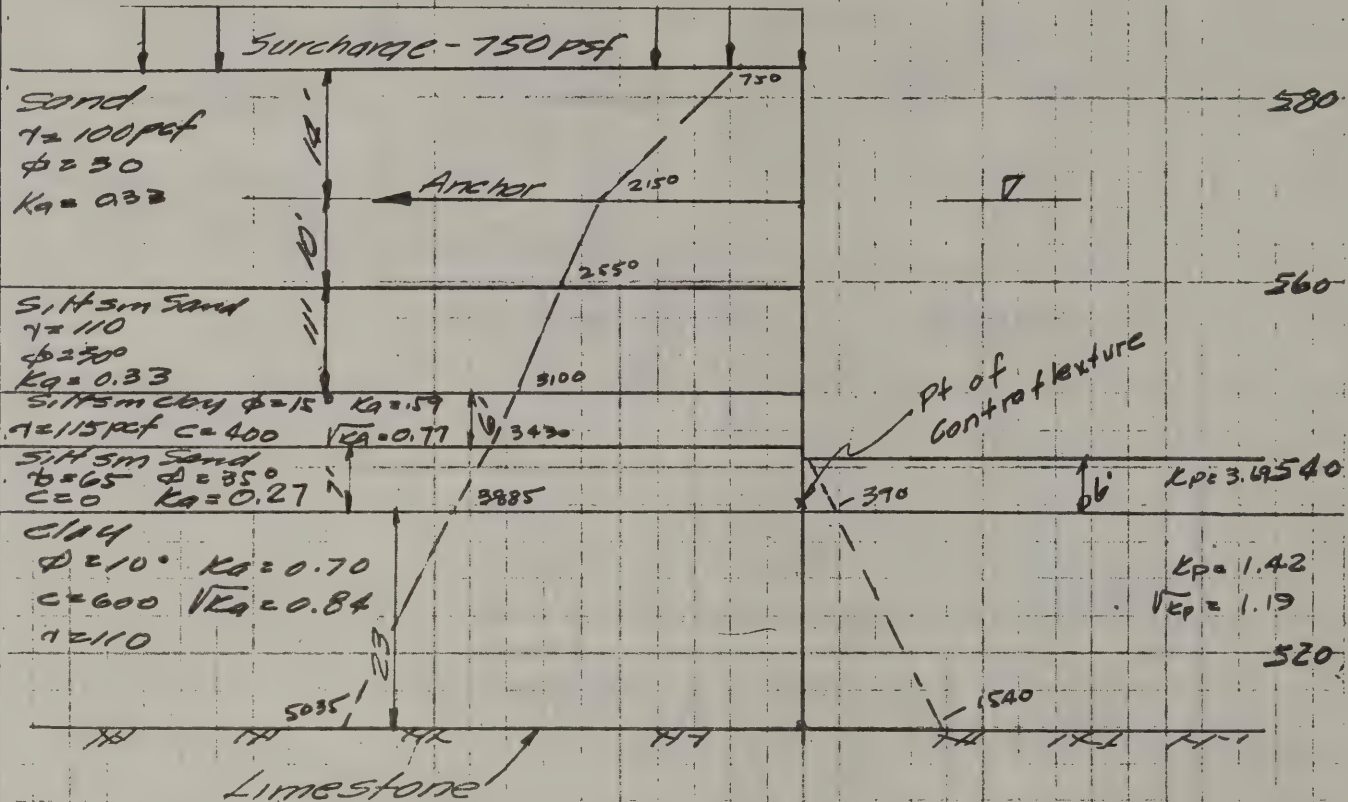 Surcharge - 750 psf
750
Sand
γ = 100 pcf
φ = 30
Ka = 0.33
14'
10'
Anchor
2150
2550
580
560
Silt sm Sand
γ = 110
φ = 30°
Ka = 0.33
11'
3100
Silt sm clay φ = 15 Ka = .59
γ = 115 pcf c = 400 √Ka = 0.77
6'
3430
Pt of
Contraflexture
Silt sm Sand
b = 65 φ = 35°
c = 0 Ka = 0.27
7'
3885
390
6'
Kp = 3.69
540
Clay
φ = 10° Ka = 0.70
c = 600 √Ka = 0.84
γ = 110
23
Kp = 1.42
√Kp = 1.19
520
5035
1540
Limestone